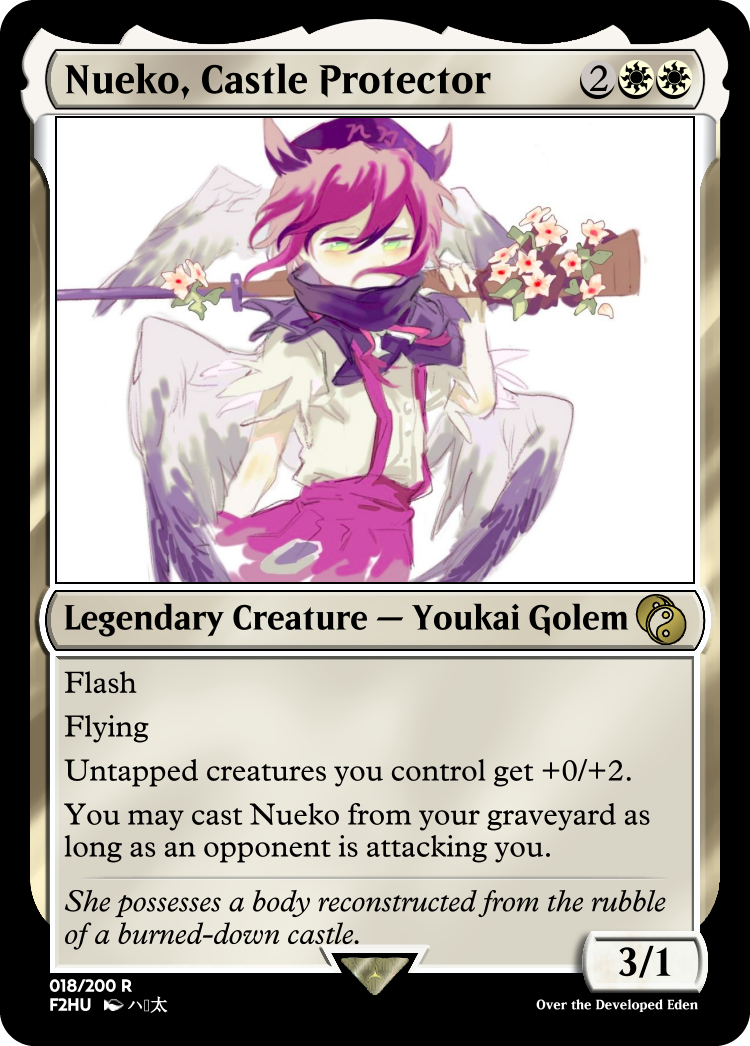 Nueko, Castle Protector 2
Legendary Creature — Youkai Golem
Flash
Flying
Untapped creatures you control get +0/+2.
You may cast Nueko from your graveyard as
long as an opponent is attacking you.
She possesses a body reconstructed from the rubble
of a burned-down castle.
3/1
018/200 R
F2HU ハ▯太
Over the Developed Eden